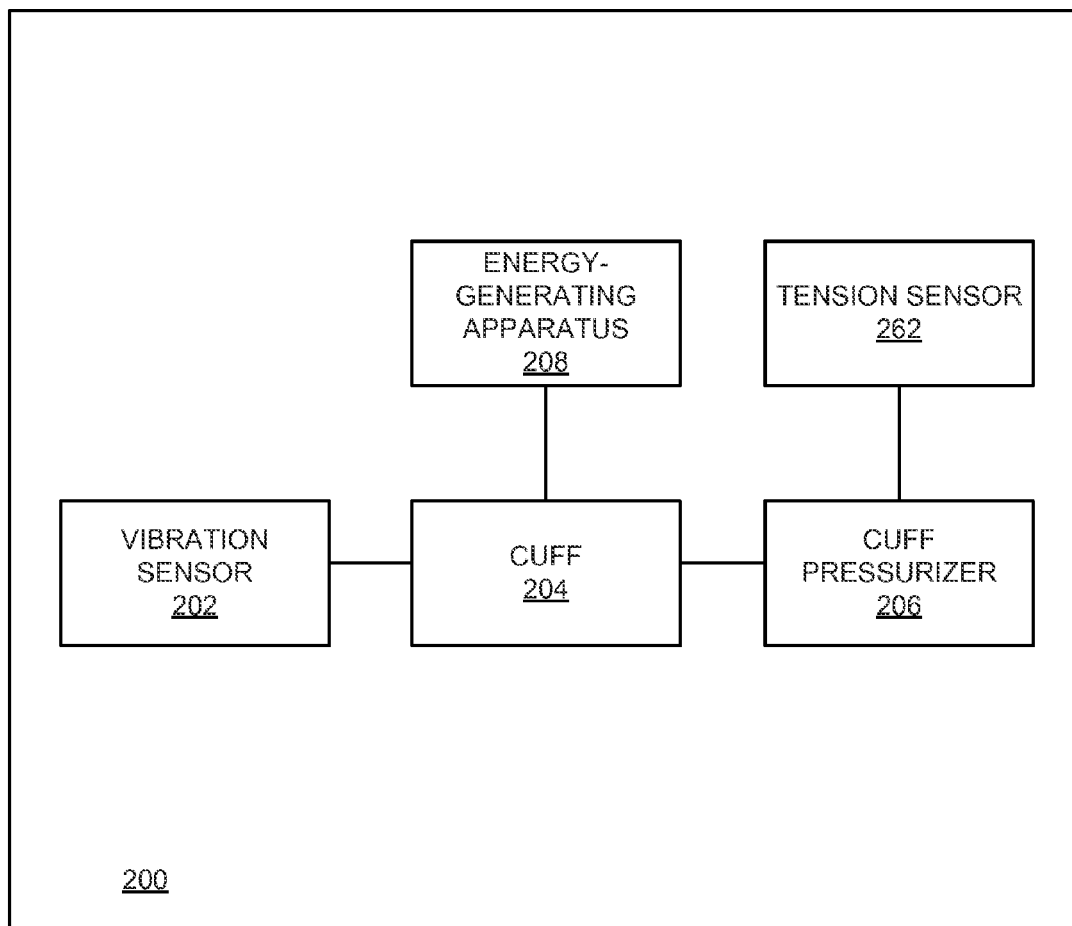 ENERGY-
GENERATING
APPARATUS
208
TENSION SENSOR
262
VIBRATION
SENSOR
202
CUFF
204
CUFF
PRESSURIZER
206
200